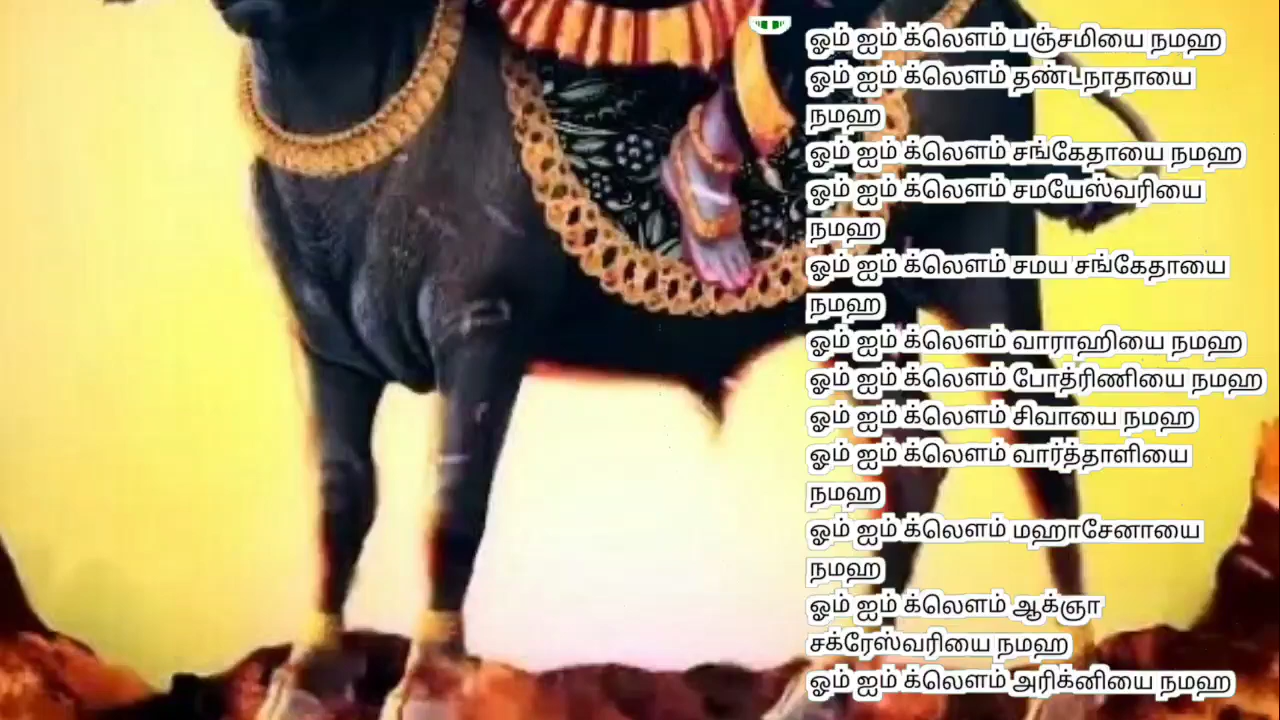 ஓம் ஐம் க்லௌம் பஞ்சமியை நமஹ
ஓம் ஐம் க்லௌம் தண்டநாதாயை
நமஹ
ஓம் ஐம் க்லௌம் சங்கேதாயை நமஹ
ஓம் ஐம் க்லௌம் சமயேஸ்வரியை
நமஹ
ஓம் ஐம் க்லௌம் சமய சங்கேதாயை
நமஹ
ஓம் ஐம் க்லௌம் வாராஹியை நமஹ
ஓம் ஐம் க்லௌம் போத்ரிணியை நமஹ
ஓம் ஐம் க்லௌம் சிவாயை நமஹ
ஓம் ஐம் க்லௌம் வார்த்தாளியை
நமஹ
ஓம் ஐம் க்லௌம் மஹாசேனாயை
நமஹ
ஓம் ஐம் க்லௌம் ஆக்ஞா
சக்ரேஸ்வரியை நமஹ
ஓம் ஐம் க்லௌம் அரிக்னியை நமஹ